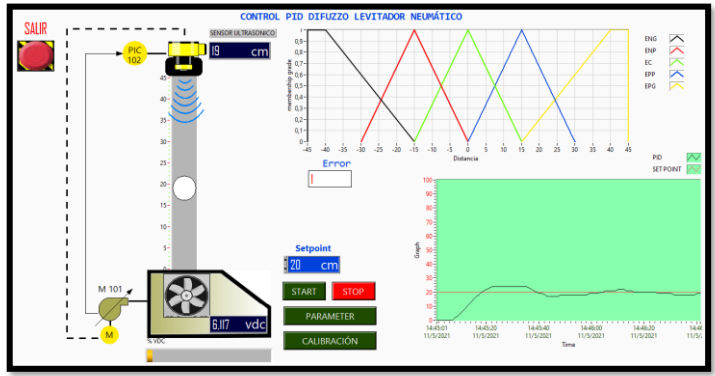 CONTROL PID DIFUZZO LEVITADOR NEUMÁTICO
SALIR
PIC
102
SENSOR ULTRASONICO
19 cm
45
40
35
30
25
20
15
10
5
0
M 101
M
6.117 vdc
% VDC
membership grade
1
0,9
0,8
0,7
0,6
0,5
0,4
0,3
0,2
0,1
0
-45 -40 -35 -30 -25 -20 -15 -10 -5 0 5 10 15 20 25 30 35 40 45
Distancia
ENG
ENP
EC
EPP
EPG
Error
1
Setpoint
20 cm
START STOP
PARAMETER
CALIBRACIÓN
PID
SET POINT
Graph
100
90
80
70
60
50
40
30
20
10
0
14:45:01 14:45:20 14:45:40 14:46:00 14:46:20 14:46
11/5/2021 11/5/2021 11/5/2021 11/5/2021 11/5/2021 11/5/
Time